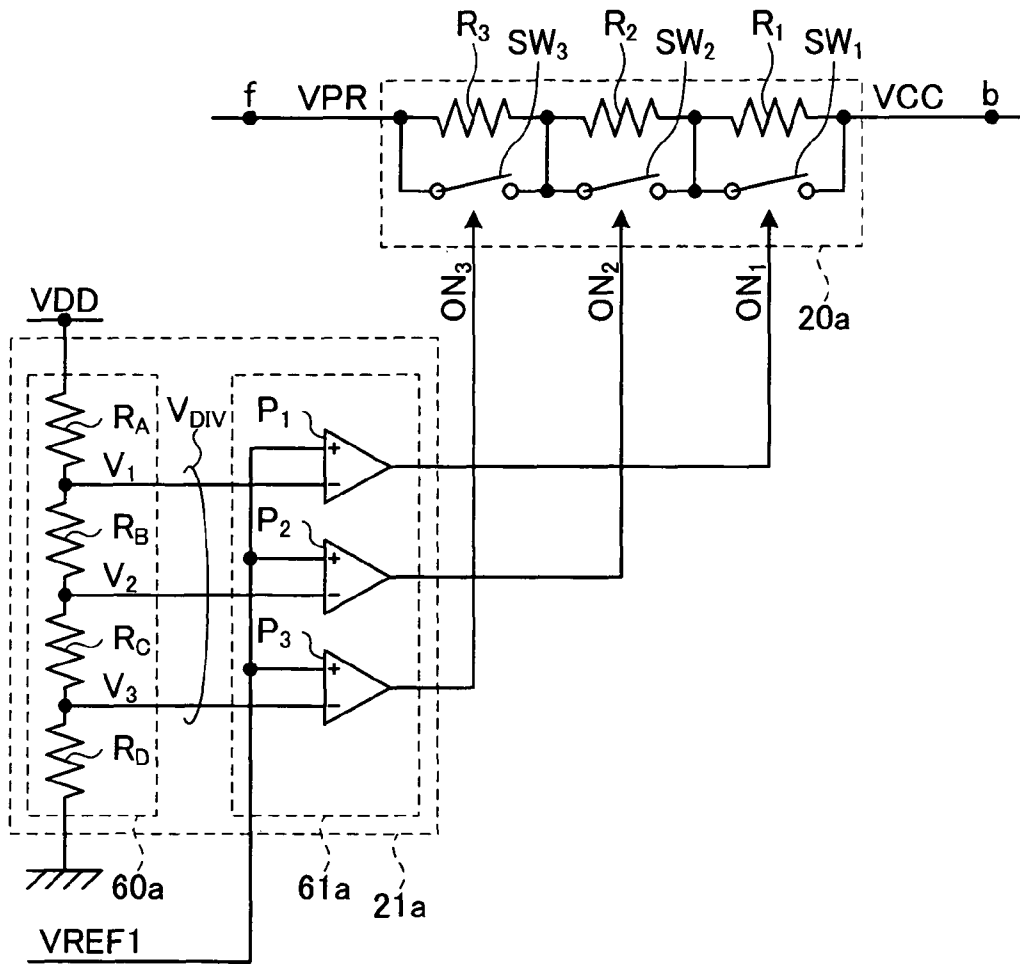 R3 R2 R1
SW3 SW2 SW1
f VPR VCC b
ON3 ON2 ON1
20a
VDD
RA VDIV P1 + −
V1
RB P2 + −
V2
RC P3 + −
V3
RD
60a 61a 21a
VREF1